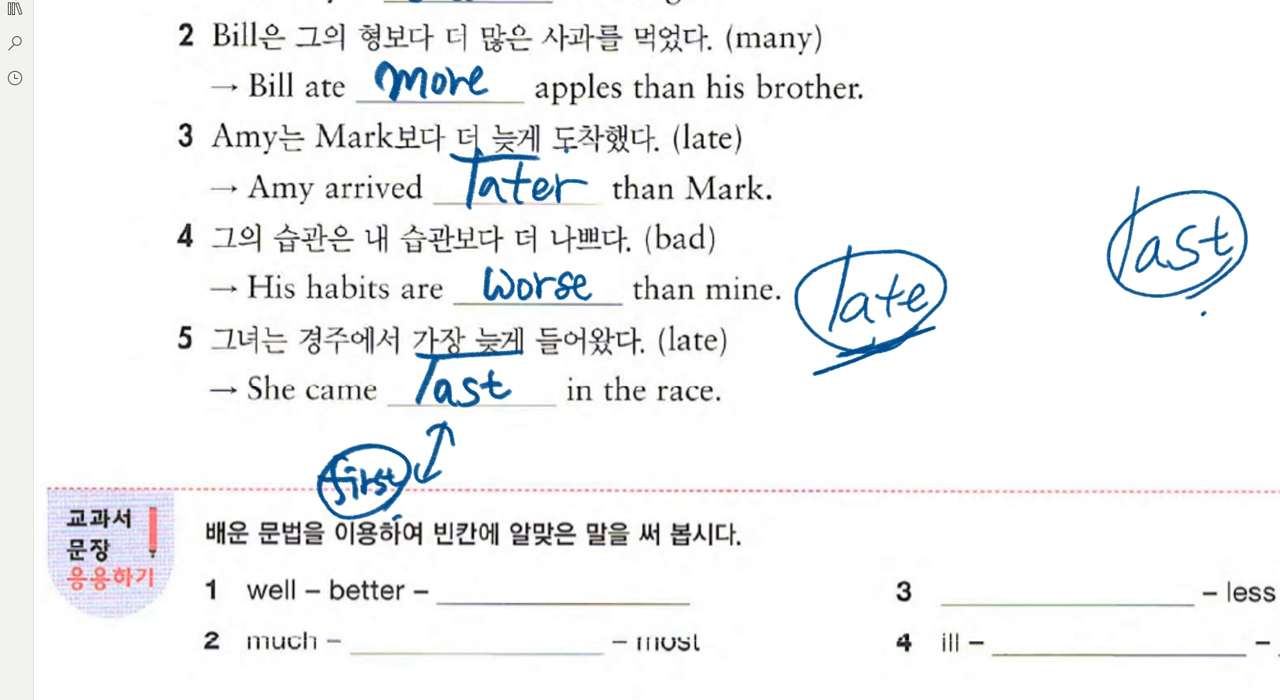 2 Bill은 그의 형보다 더 많은 사과를 먹었다. (many)
→ Bill ate more apples than his brother.
3 Amy는 Mark보다 더 늦게 도착했다. (late)
→ Amy arrived later than Mark.
last
4 그의 습관은 내 습관보다 더 나쁘다. (bad)
→ His habits are worse than mine.
late
5 그녀는 경주에서 가장 늦게 들어왔다. (late)
→ She came last in the race.
first
교과서
문장
응용하기
배운 문법을 이용하여 빈칸에 알맞은 말을 써 봅시다.
1 well – better – ____
2 much – ____ – most
3 ____ – less
4 ill – ____ –